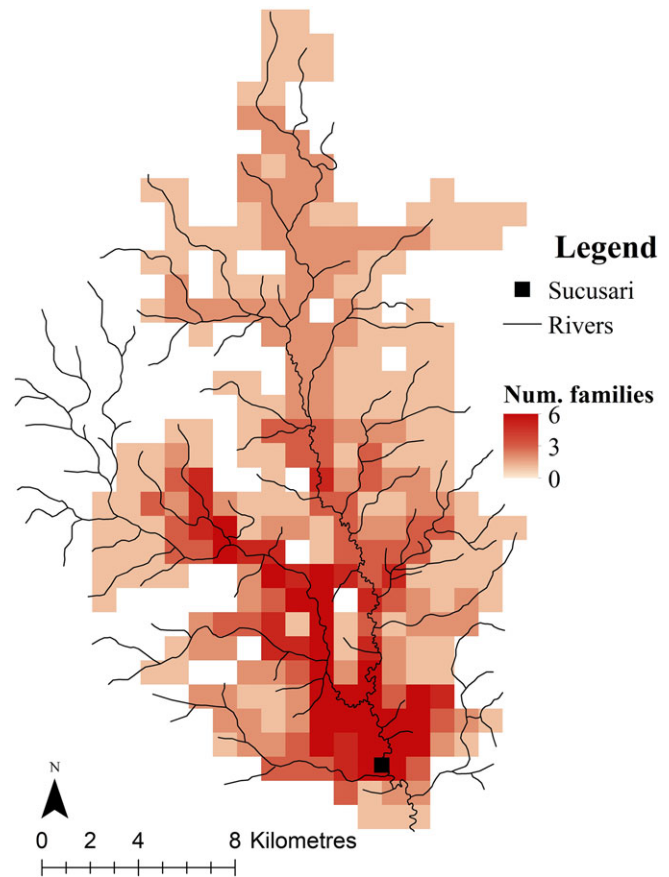 Legend
Sucusari
Rivers
Num. families
6
3
0
N
0 2 4 8 Kilometres